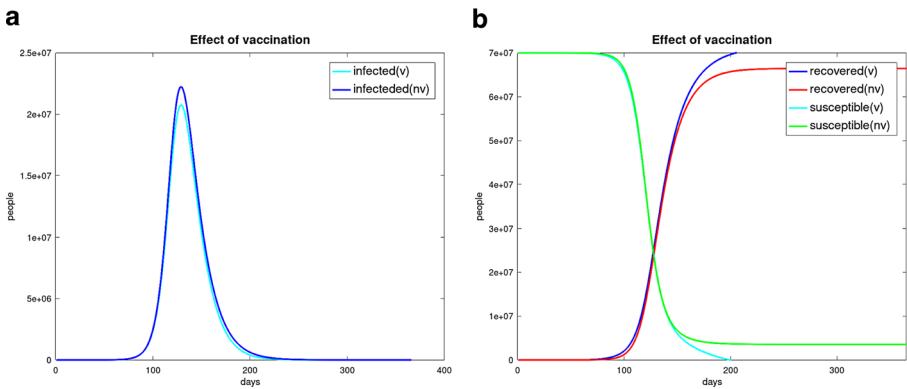 a
Effect of vaccination
2.5e+07
2e+07
1.5e+07
1e+07
5e+06
0
people
infected(v)
infecteded(nv)
0 100 200 300 400
days
b
Effect of vaccination
7e+07
6e+07
5e+07
4e+07
3e+07
2e+07
1e+07
0
people
recovered(v)
recovered(nv)
susceptible(v)
susceptible(nv)
0 100 200 300
days